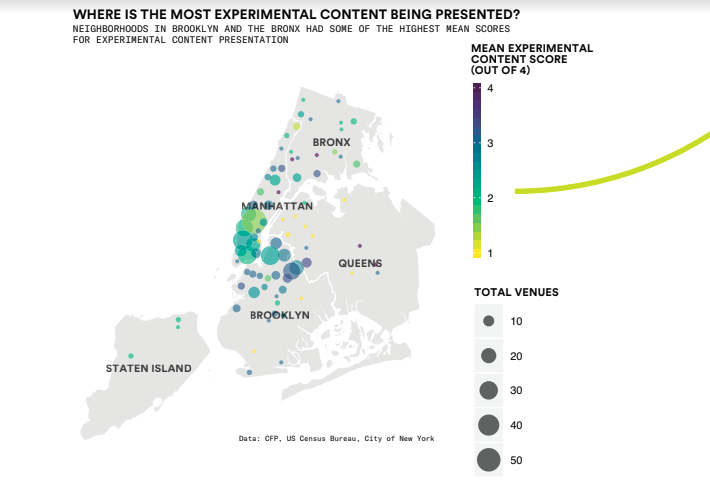 WHERE IS THE MOST EXPERIMENTAL CONTENT BEING PRESENTED?
NEIGHBORHOODS IN BROOKLYN AND THE BRONX HAD SOME OF THE HIGHEST MEAN SCORES
FOR EXPERIMENTAL CONTENT PRESENTATION
MEAN EXPERIMENTAL
CONTENT SCORE
(OUT OF 4)
4
3
2
1
BRONX
MANHATTAN
QUEENS
BROOKLYN
STATEN ISLAND
TOTAL VENUES
10
20
30
40
50
Data: CFP, US Census Bureau, City of New York